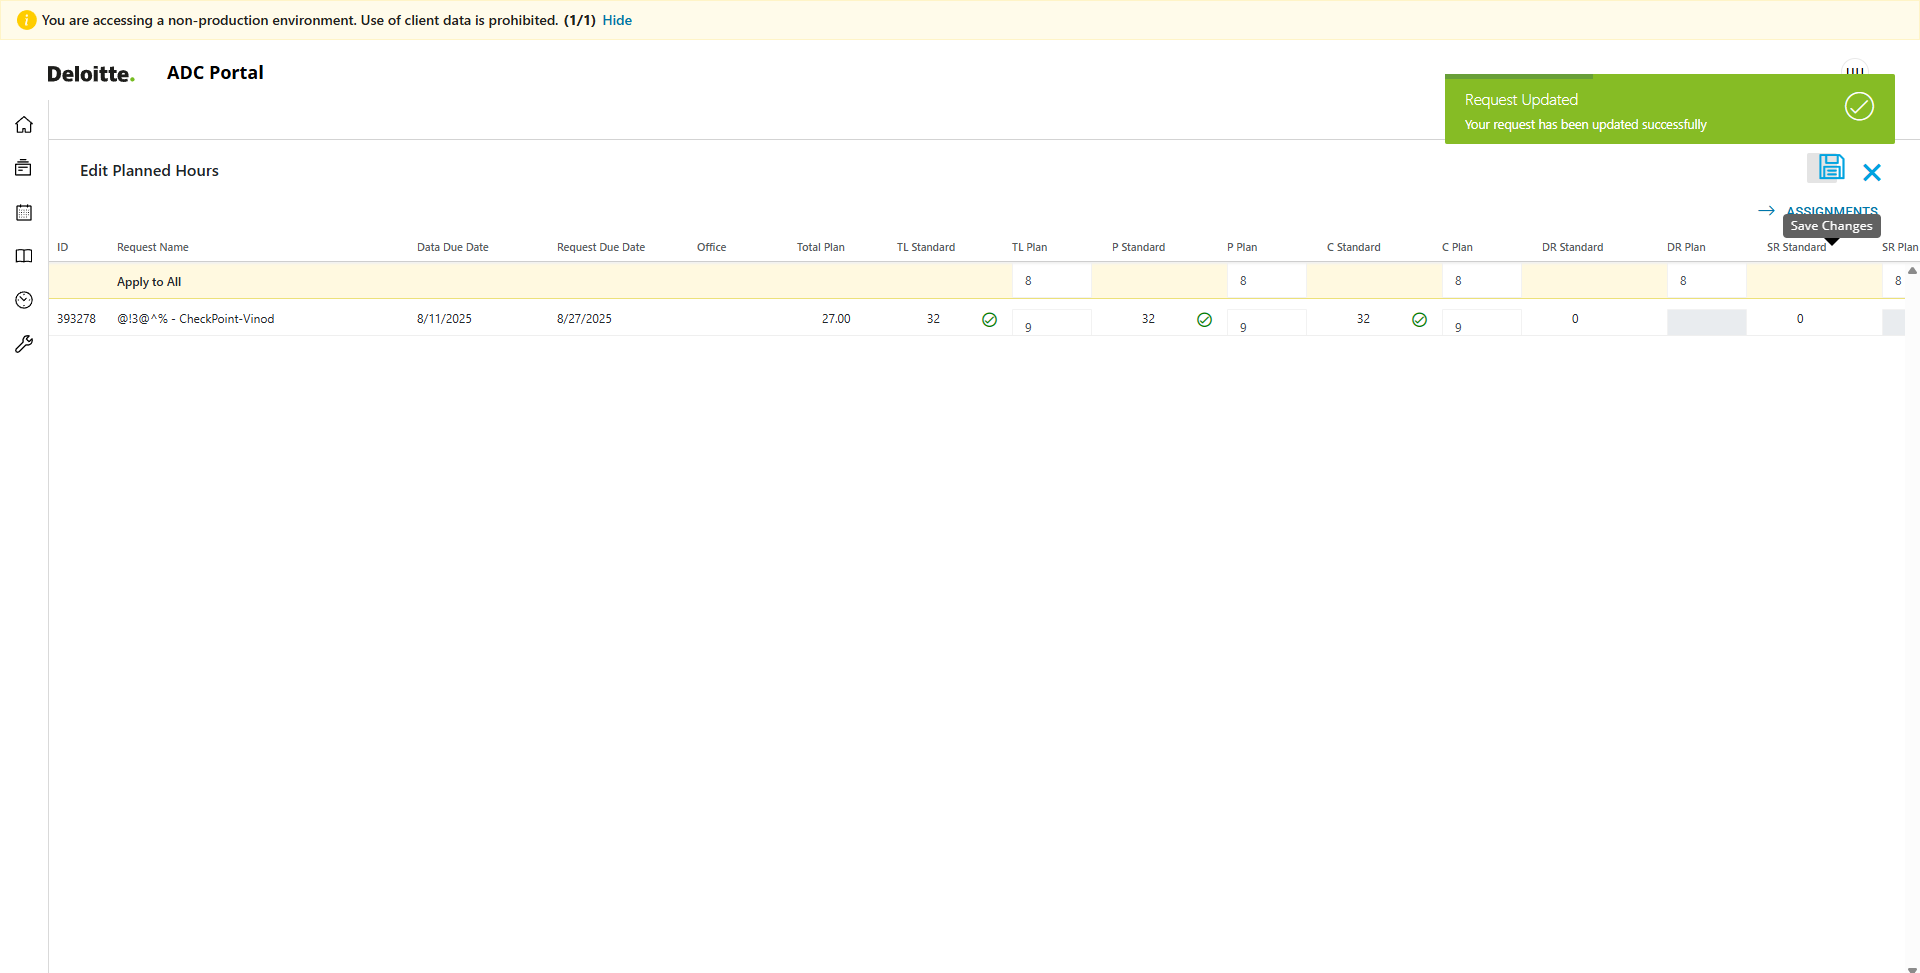 You are accessing a non-production environment. Use of client data is prohibited. (1/1) Hide
Deloitte. ADC Portal
Request Updated
Your request has been updated successfully
Edit Planned Hours
ASSIGNMENTS
Save Changes
ID Request Name Data Due Date Request Due Date Office Total Plan TL Standard TL Plan P Standard P Plan C Standard C Plan DR Standard DR Plan SR Standard SR Plan
Apply to All 8 8 8 8 8
393278 @!3@^% - CheckPoint-Vinod 8/11/2025 8/27/2025 27.00 32 9 32 9 32 9 0 0